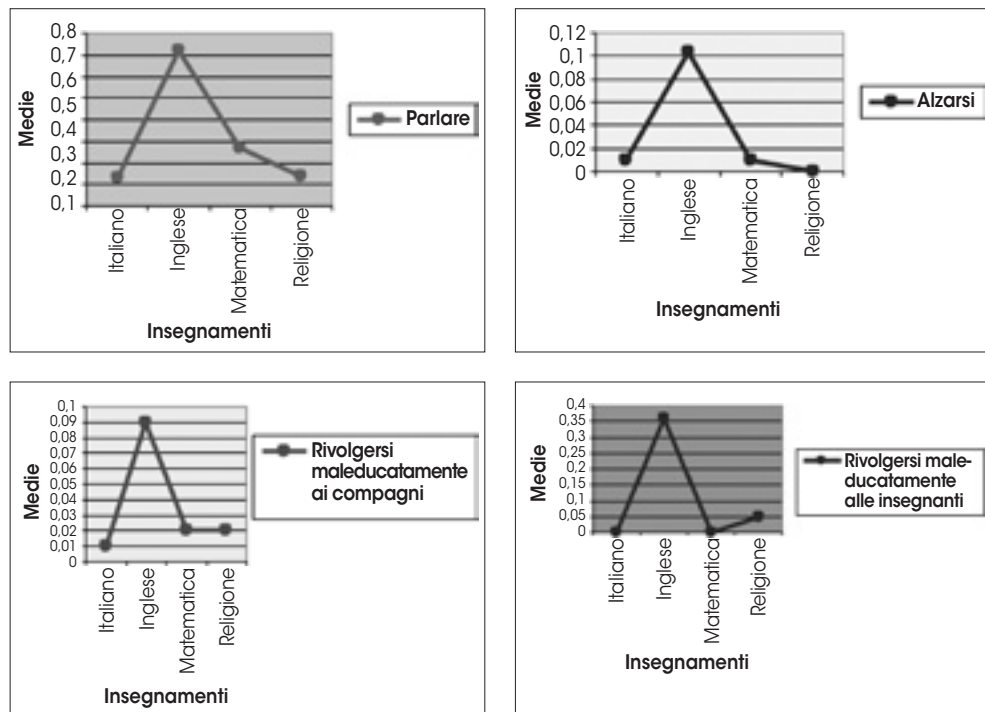 0,8
0,7
0,6
0,5
0,4
0,3
0,2
0,1
Medie
Italiano
Inglese
Matematica
Religione
Insegnamenti
Parlare
0,12
0,1
0,08
0,06
0,04
0,02
0
Medie
Italiano
Inglese
Matematica
Religione
Insegnamenti
Alzarsi
0,1
0,09
0,08
0,07
0,06
0,05
0,04
0,03
0,02
0,01
0
Medie
Italiano
Inglese
Matematica
Religione
Insegnamenti
Rivolgersi
maleducatamente
ai compagni
0,4
0,35
0,3
0,25
0,2
0,15
0,1
0,05
0
Medie
Italiano
Inglese
Matematica
Religione
Insegnamenti
Rivolgersi male-
ducatamente
alle insegnanti